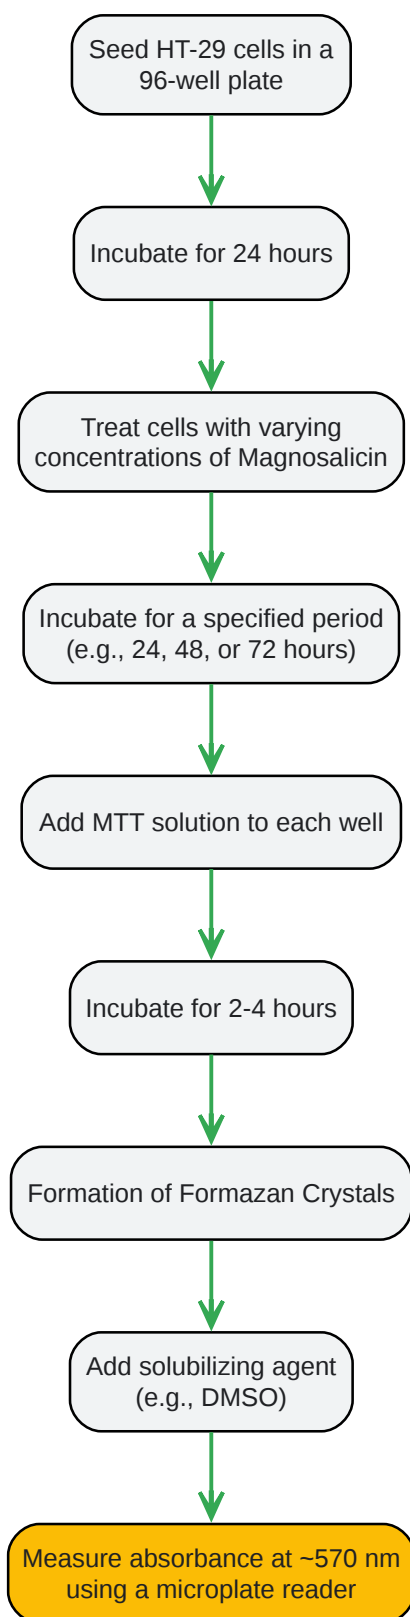 Seed HT-29 cells in a
96-well plate
Incubate for 24 hours
Treat cells with varying
concentrations of Magnosalicin
Incubate for a specified period
(e.g., 24, 48, or 72 hours)
Add MTT solution to each well
Incubate for 2-4 hours
Formation of Formazan Crystals
Add solubilizing agent
(e.g., DMSO)
Measure absorbance at ~570 nm
using a microplate reader